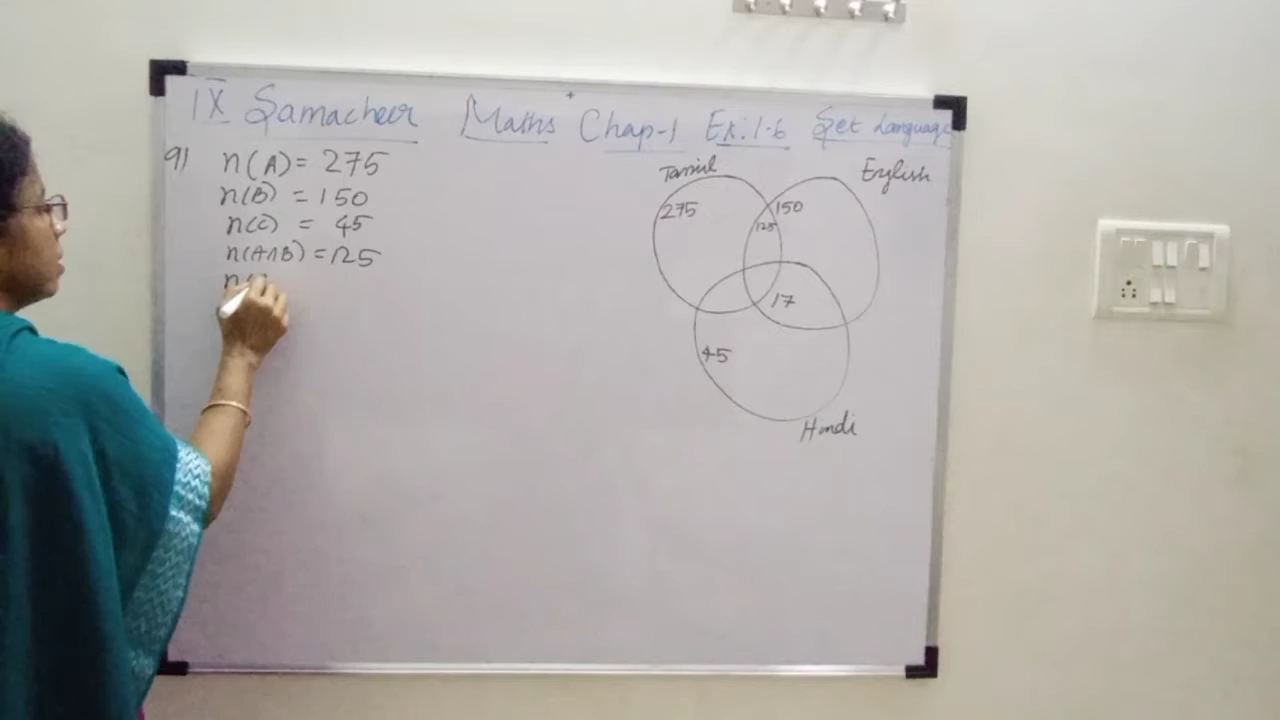 IX Samacheer Maths Chap-1 Ex:1.6 Set Language
9) n(A) = 275
n(B) = 150
n(C) = 45
n(A∩B) = 125
n(
Tamil
English
275
150
125
17
45
Hindi